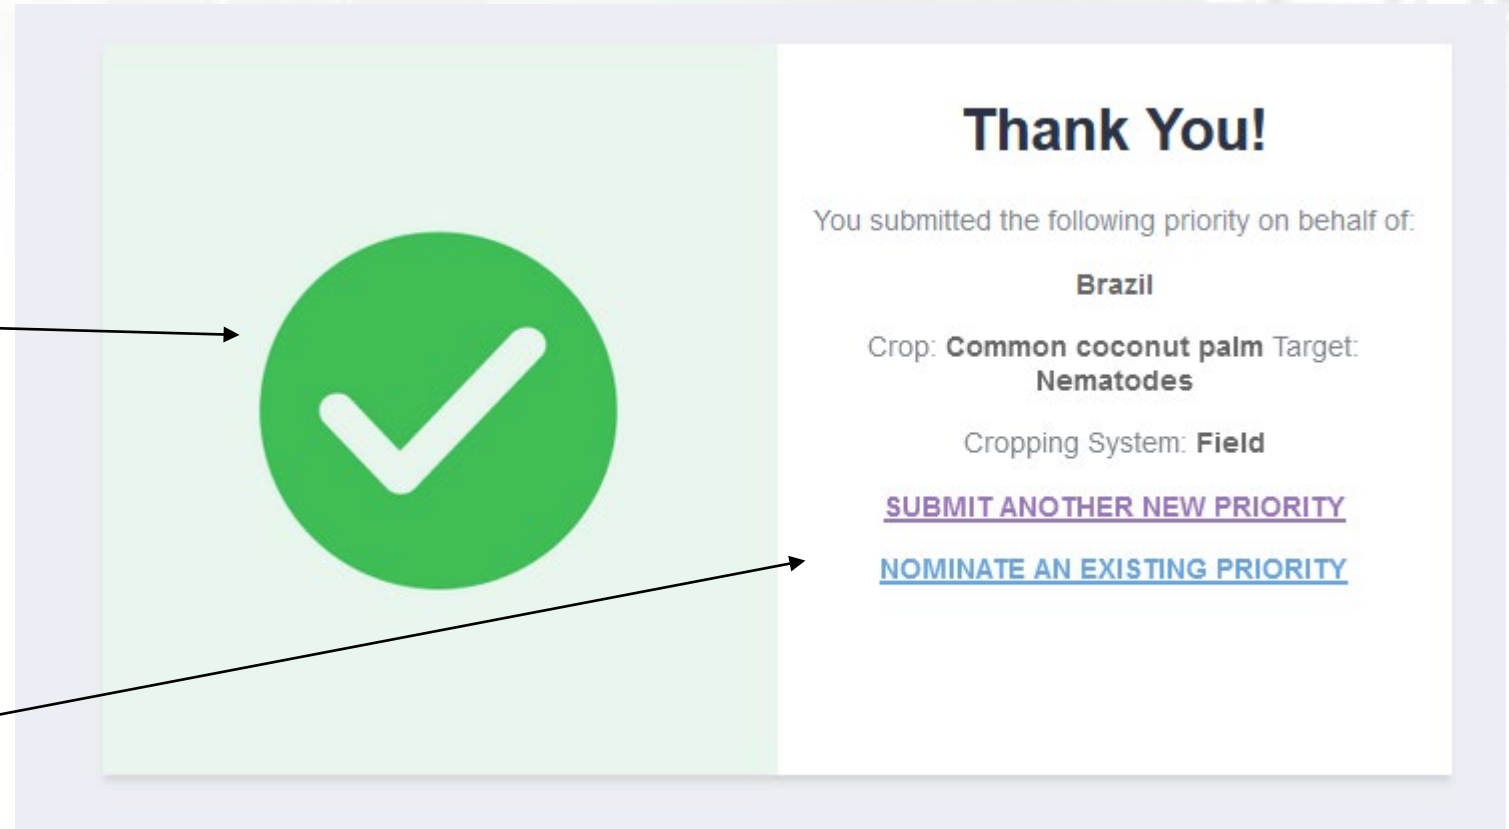 Thank You!
You submitted the following priority on behalf of:
Brazil
Crop: Common coconut palm Target:
Nematodes
Cropping System: Field
SUBMIT ANOTHER NEW PRIORITY
NOMINATE AN EXISTING PRIORITY